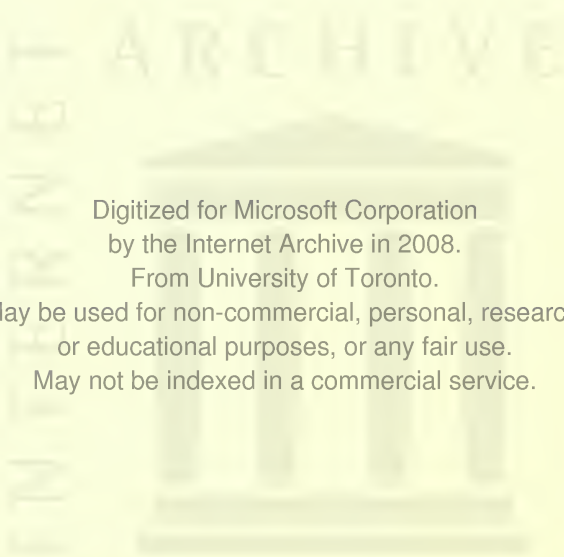 ARCHIVE
INTERNET
Digitized for Microsoft Corporation
by the Internet Archive in 2008.
From University of Toronto.
lay be used for non-commercial, personal, researc
or educational purposes, or any fair use.
May not be indexed in a commercial service.